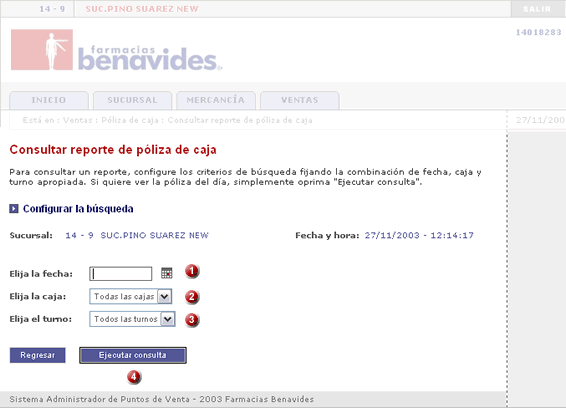 14 - 9 SUC.PINO SUAREZ NEW SALIR
14018283
farmacias
benavides
INICIO SUCURSAL MERCANCÍA VENTAS
Está en : Ventas : Póliza de caja : Consultar reporte de póliza de caja 27/11/200
Consultar reporte de póliza de caja
Para consultar un reporte, configure los criterios de búsqueda fijando la combinación de fecha, caja y
turno apropiada. Si quiere ver la póliza del día, simplemente oprima "Ejecutar consulta".
Configurar la búsqueda
Sucursal: 14 - 9 SUC.PINO SUAREZ NEW Fecha y hora: 27/11/2003 - 12:14:17
Elija la fecha: 1
Elija la caja: Todas las cajas 2
Elija el turno: Todos los turnos 3
Regresar Ejecutar consulta
4
Sistema Administrador de Puntos de Venta - 2003 Farmacias Benavides